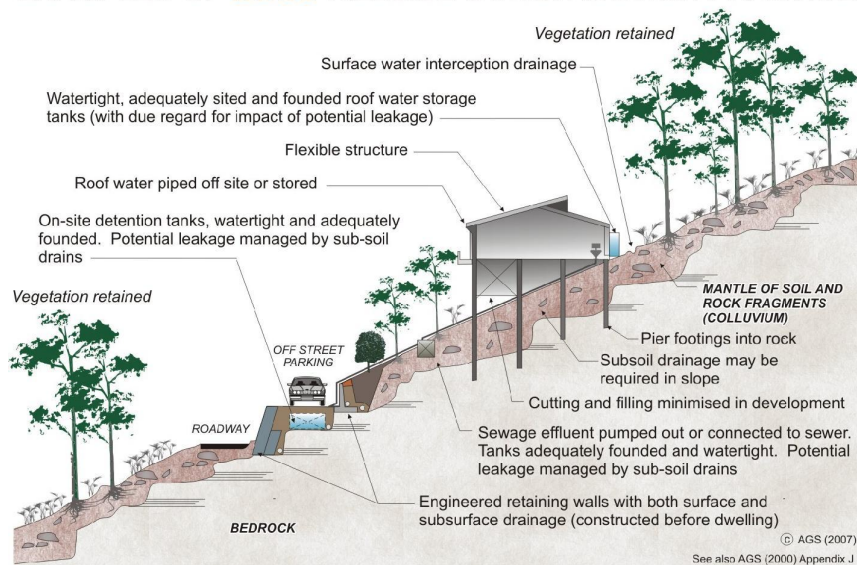 Vegetation retained
Surface water interception drainage
Watertight, adequately sited and founded roof water storage
tanks (with due regard for impact of potential leakage)
Flexible structure
Roof water piped off site or stored
On-site detention tanks, watertight and adequately
founded. Potential leakage managed by sub-soil
drains
Vegetation retained
MANTLE OF SOIL AND
ROCK FRAGMENTS
(COLLUVIUM)
Pier footings into rock
Subsoil drainage may be
required in slope
Cutting and filling minimised in development
OFF STREET
PARKING
ROADWAY
Sewage effluent pumped out or connected to sewer.
Tanks adequately founded and watertight. Potential
leakage managed by sub-soil drains
Engineered retaining walls with both surface and
subsurface drainage (constructed before dwelling)
BEDROCK
© AGS (2007)
See also AGS (2000) Appendix J